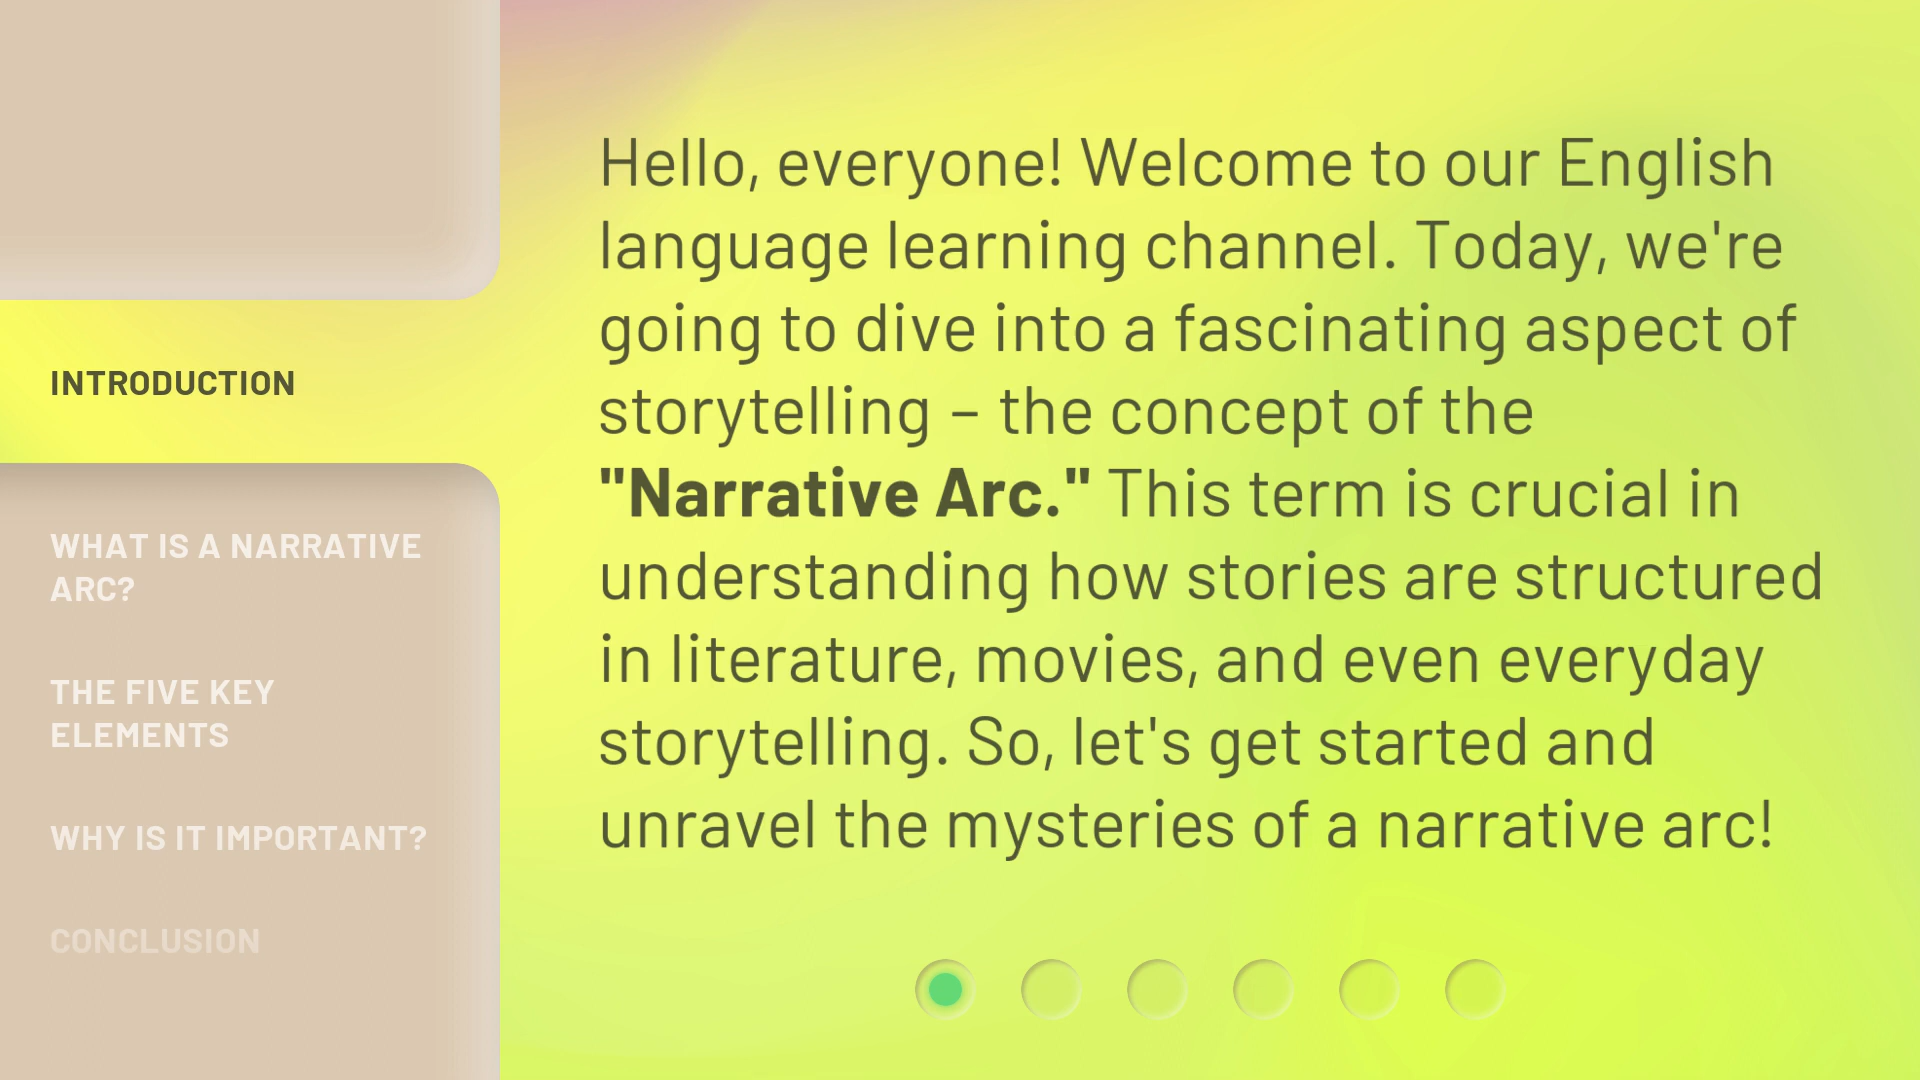 INTRODUCTION
WHAT IS A NARRATIVE
ARC?
THE FIVE KEY
ELEMENTS
WHY IS IT IMPORTANT?
CONCLUSION
Hello, everyone! Welcome to our English
language learning channel. Today, we're
going to dive into a fascinating aspect of
storytelling – the concept of the
"Narrative Arc." This term is crucial in
understanding how stories are structured
in literature, movies, and even everyday
storytelling. So, let's get started and
unravel the mysteries of a narrative arc!